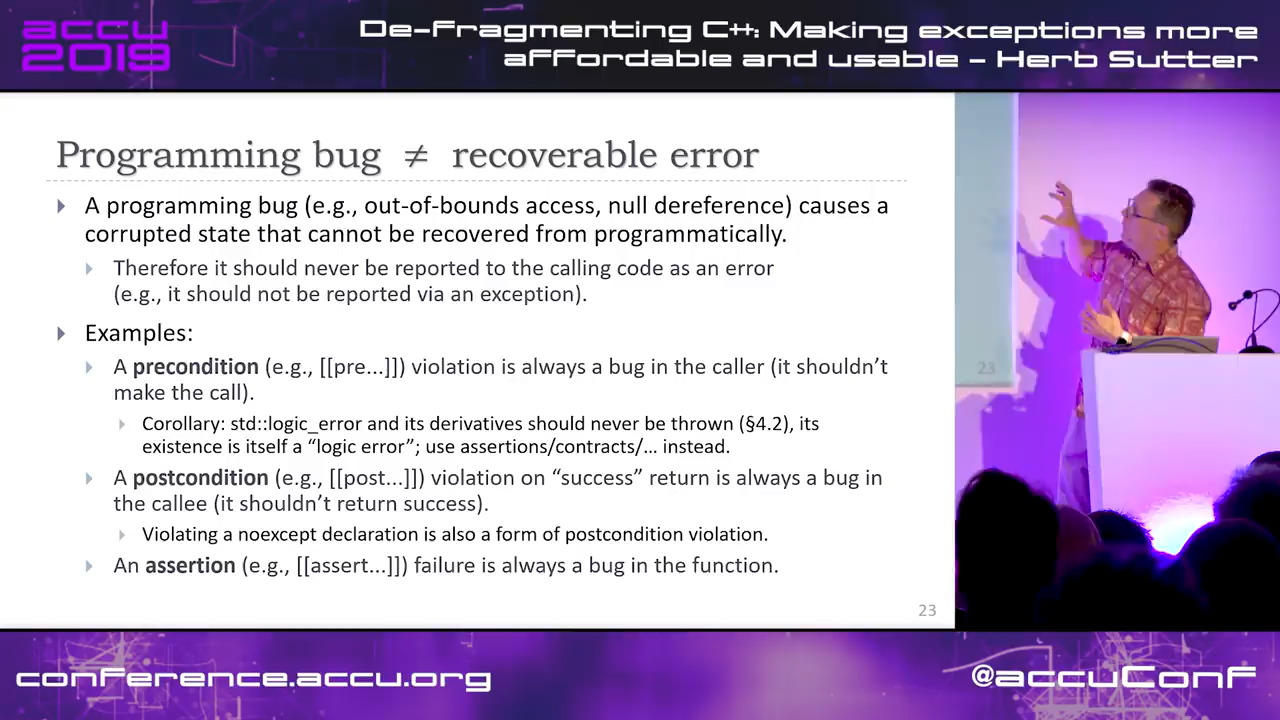 accu
2019
De-Fragmenting C++: Making exceptions more
affordable and usable - Herb Sutter
Programming bug ≠ recoverable error
A programming bug (e.g., out-of-bounds access, null dereference) causes a
corrupted state that cannot be recovered from programmatically.
Therefore it should never be reported to the calling code as an error
(e.g., it should not be reported via an exception).
Examples:
A precondition (e.g., [[pre...]]) violation is always a bug in the caller (it shouldn't
make the call).
Corollary: std::logic_error and its derivatives should never be thrown (§4.2), its
existence is itself a “logic error”; use assertions/contracts/... instead.
A postcondition (e.g., [[post...]]) violation on “success” return is always a bug in
the callee (it shouldn't return success).
Violating a noexcept declaration is also a form of postcondition violation.
An assertion (e.g., [[assert...]]) failure is always a bug in the function.
23
23
conference.accu.org
@accuConf